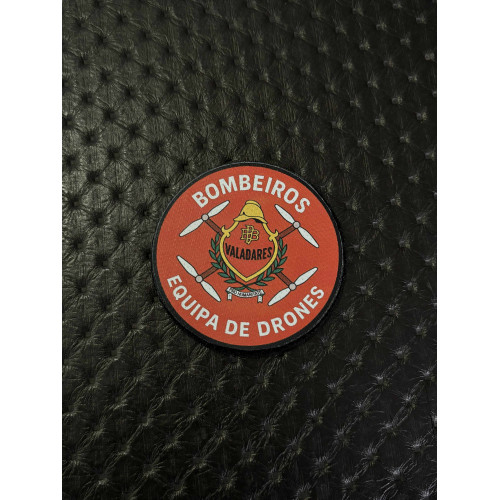 BOMBEIROS
VALADARES
EQUIPA DE DRONES